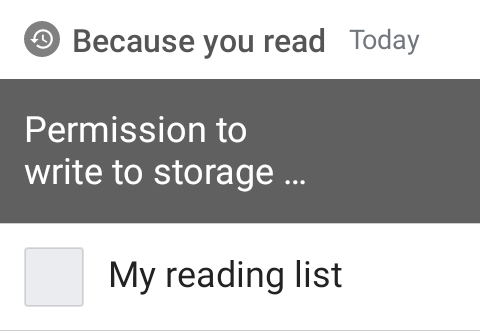 Because you read Today
Permission to
write to storage ...
My reading list